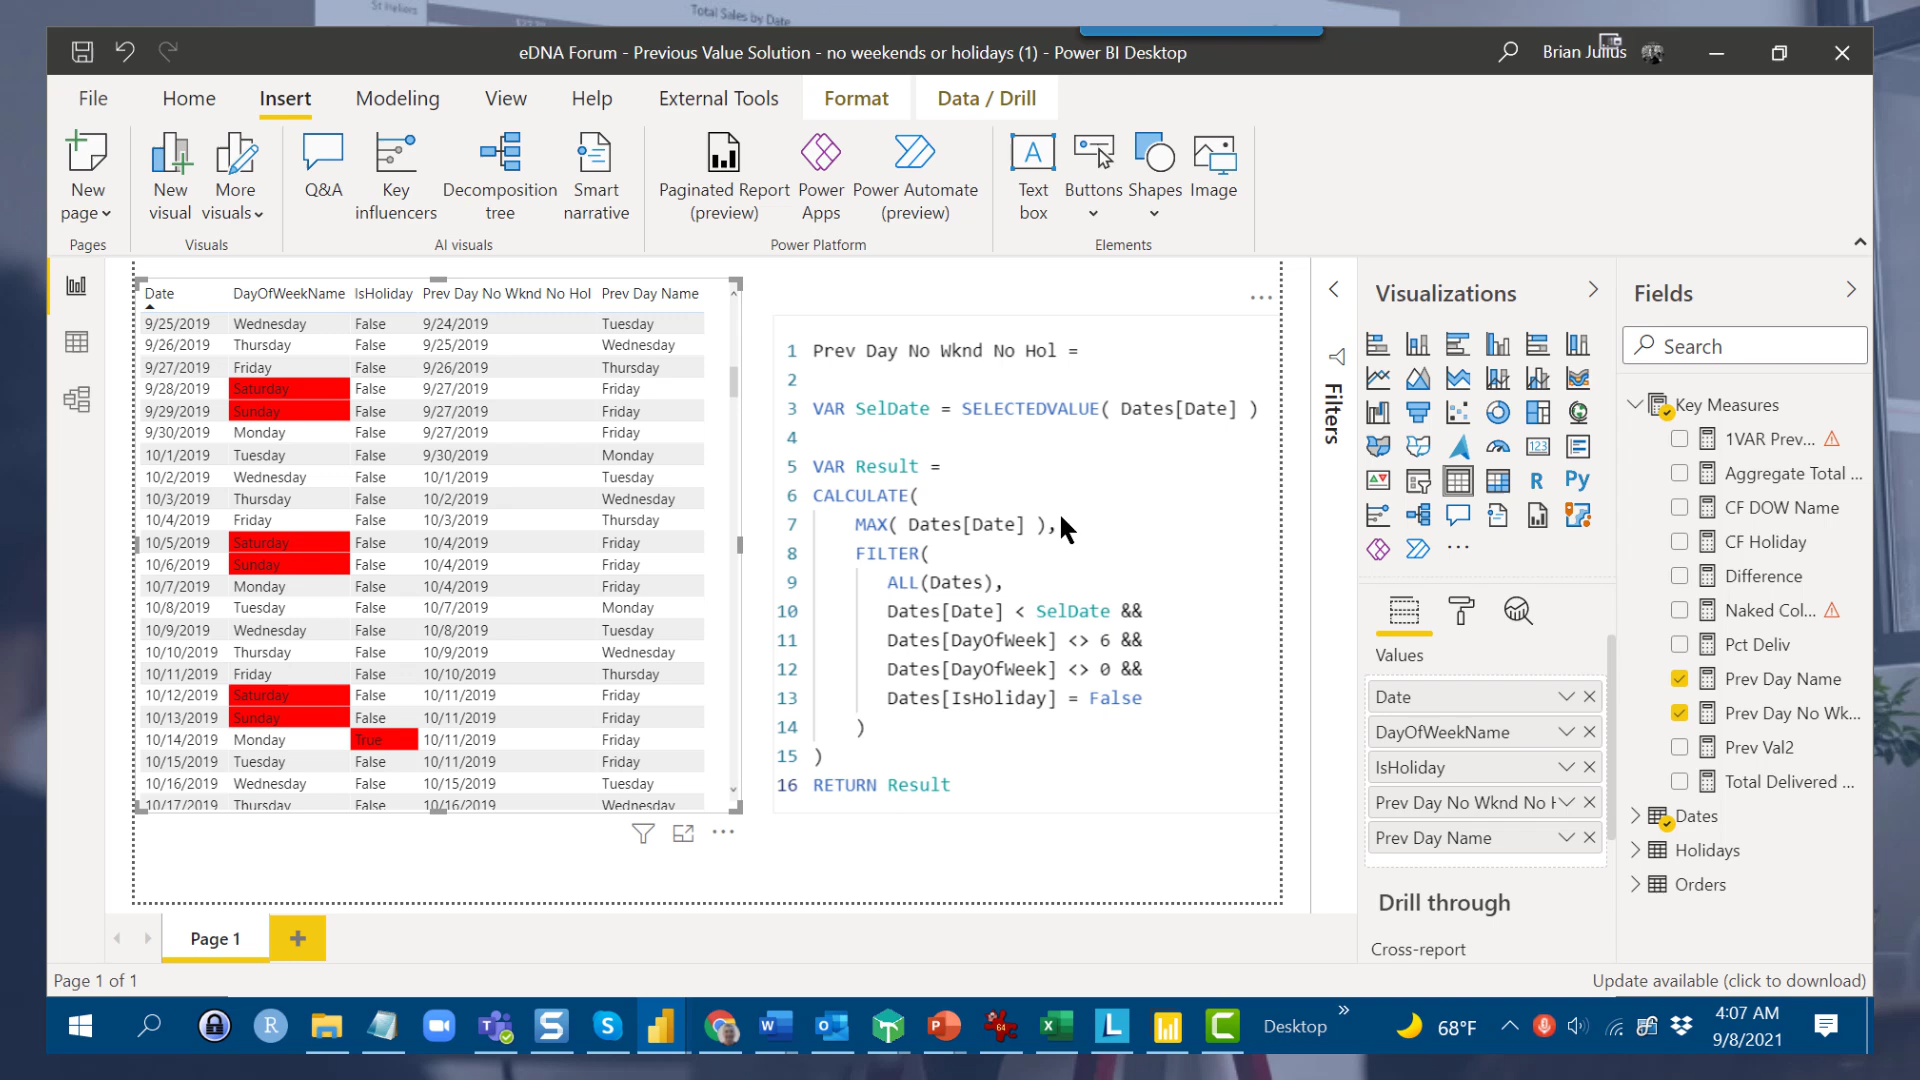 St Heliers
Total Sales by Date
eDNA Forum - Previous Value Solution - no weekends or holidays (1) - Power BI Desktop
Brian Julius
File Home Insert Modeling View Help External Tools Format Data / Drill
New page
New visual
More visuals
Q&A
Key influencers
Decomposition tree
Smart narrative
Paginated Report (preview)
Power Apps
Power Automate (preview)
Text box
Buttons
Shapes
Image
Pages Visuals AI visuals Power Platform Elements
Date DayOfWeekName IsHoliday Prev Day No Wknd No Hol Prev Day Name
9/25/2019 Wednesday False 9/24/2019 Tuesday
9/26/2019 Thursday False 9/25/2019 Wednesday
9/27/2019 Friday False 9/26/2019 Thursday
9/28/2019 Saturday False 9/27/2019 Friday
9/29/2019 Sunday False 9/27/2019 Friday
9/30/2019 Monday False 9/27/2019 Friday
10/1/2019 Tuesday False 9/30/2019 Monday
10/2/2019 Wednesday False 10/1/2019 Tuesday
10/3/2019 Thursday False 10/2/2019 Wednesday
10/4/2019 Friday False 10/3/2019 Thursday
10/5/2019 Saturday False 10/4/2019 Friday
10/6/2019 Sunday False 10/4/2019 Friday
10/7/2019 Monday False 10/4/2019 Friday
10/8/2019 Tuesday False 10/7/2019 Monday
10/9/2019 Wednesday False 10/8/2019 Tuesday
10/10/2019 Thursday False 10/9/2019 Wednesday
10/11/2019 Friday False 10/10/2019 Thursday
10/12/2019 Saturday False 10/11/2019 Friday
10/13/2019 Sunday False 10/11/2019 Friday
10/14/2019 Monday True 10/11/2019 Friday
10/15/2019 Tuesday False 10/11/2019 Friday
10/16/2019 Wednesday False 10/15/2019 Tuesday
10/17/2019 Thursday False 10/16/2019 Wednesday
1 Prev Day No Wknd No Hol =
2
3 VAR SelDate = SELECTEDVALUE( Dates[Date] )
4
5 VAR Result =
6 CALCULATE(
7 MAX( Dates[Date] ),
8 FILTER(
9 ALL(Dates),
10 Dates[Date] < SelDate &&
11 Dates[DayOfWeek] <> 6 &&
12 Dates[DayOfWeek] <> 0 &&
13 Dates[IsHoliday] = False
14 )
15 )
16 RETURN Result
Filters
Visualizations
123
R Py
Values
Date
DayOfWeekName
IsHoliday
Prev Day No Wknd No H
Prev Day Name
Drill through
Cross-report
Fields
Search
Key Measures
1VAR Prev...
Aggregate Total ...
CF DOW Name
CF Holiday
Difference
Naked Col...
Pct Deliv
Prev Day Name
Prev Day No Wk...
Prev Val2
Total Delivered ...
Dates
Holidays
Orders
Page 1
Page 1 of 1
Update available (click to download)
R
S
W
P
64
X
L
C
Desktop
68°F
4:07 AM
9/8/2021